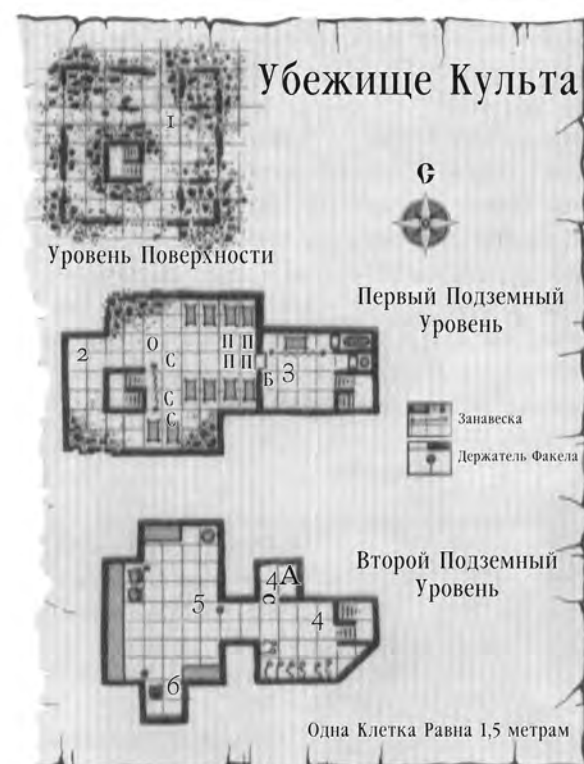 Убежище Культа
1
С
Уровень Поверхности
Первый Подземный
Уровень
О
П П
2
С
П П
3
Б
С
С
Занавеска
Держатель Факела
Второй Подземный
Уровень
4 А
С
5
4
6
Одна Клетка Равна 1,5 метрам